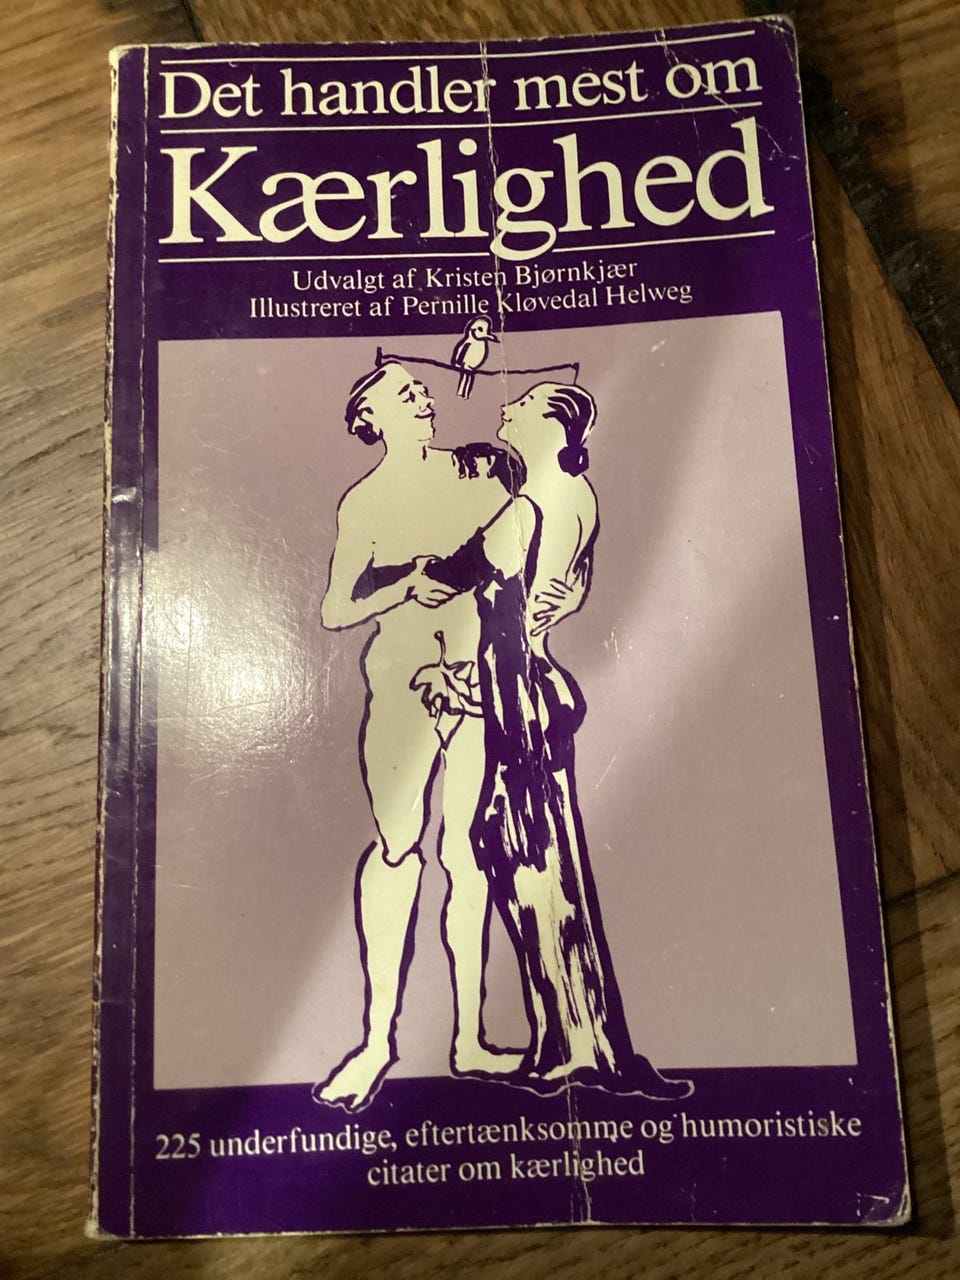 Det handler mest om
Kærlighed
Udvalgt af Kristen Bjørnkjær
Illustreret af Pernille Kløvedal Helweg
225 underfundige, eftertænksomme og humoristiske
citater om kærlighed